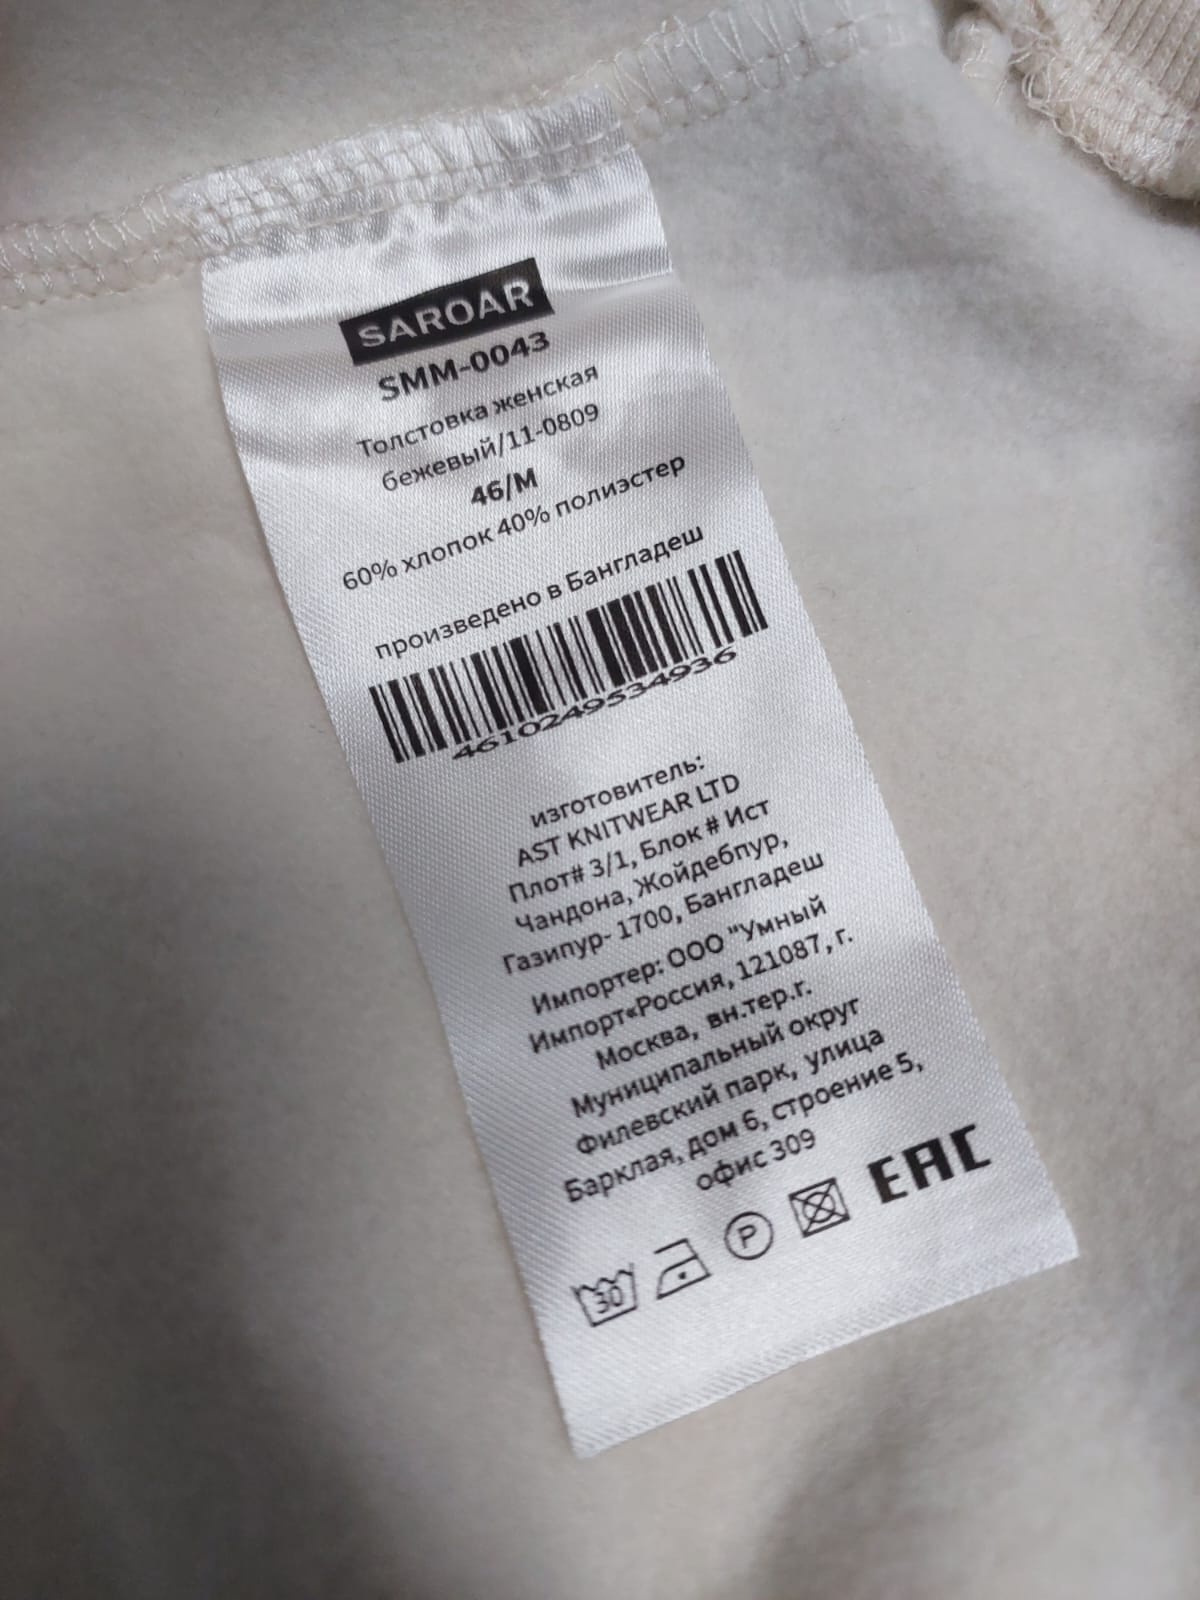 SAROAR
SMM-0043
Толстовка женская
бежевый/11-0809
46/M
60% хлопок 40% полиэстер
произведено в Бангладеш
4610249534936
изготовитель:
AST KNITWEAR LTD
Плот# 3/1, Блок # Ист
Чандона, Жойдебпур,
Газипур- 1700, Бангладеш
Импортер: ООО "Умный
Импорт«Россия, 121087, г.
Москва, вн.тер.г.
Муниципальный округ
Филевский парк, улица
Барклая, дом 6, строение 5,
офис 309
30
P
EAC